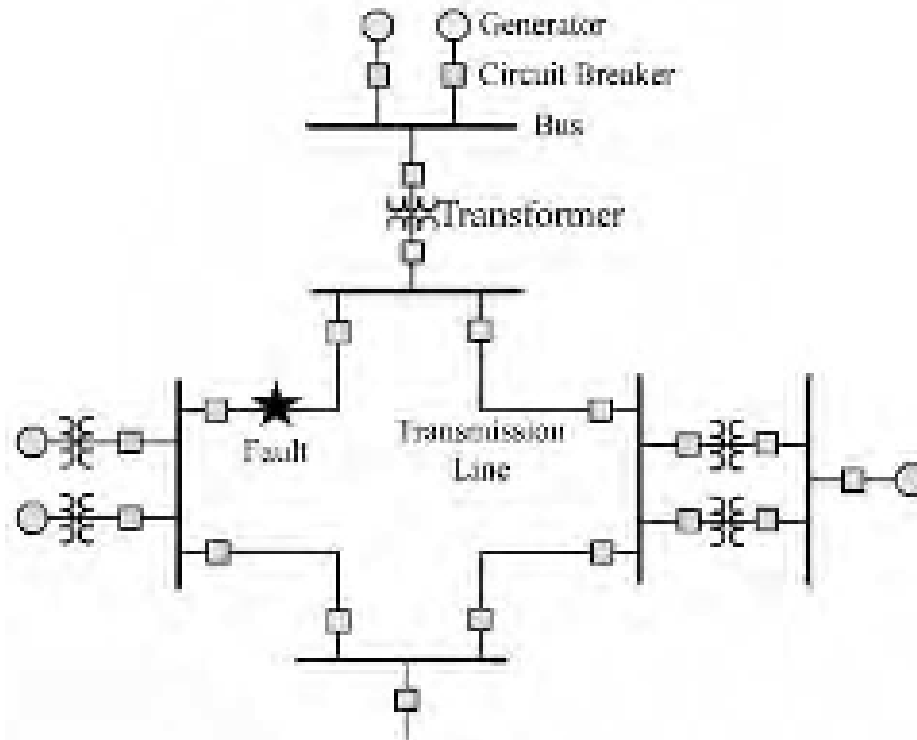 Generator
Circuit Breaker
Bus
Transformer
Fault
Transmission
Line